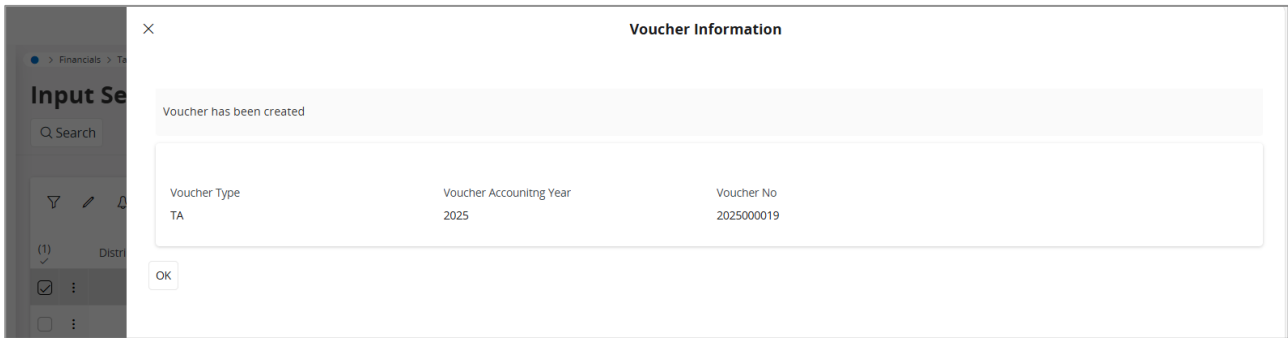 Voucher Information
> Financials > Ta
Input Se
Search
Voucher has been created
Voucher Type
Voucher Accounitng Year
Voucher No
TA
2025
2025000019
(1)
Distri
OK